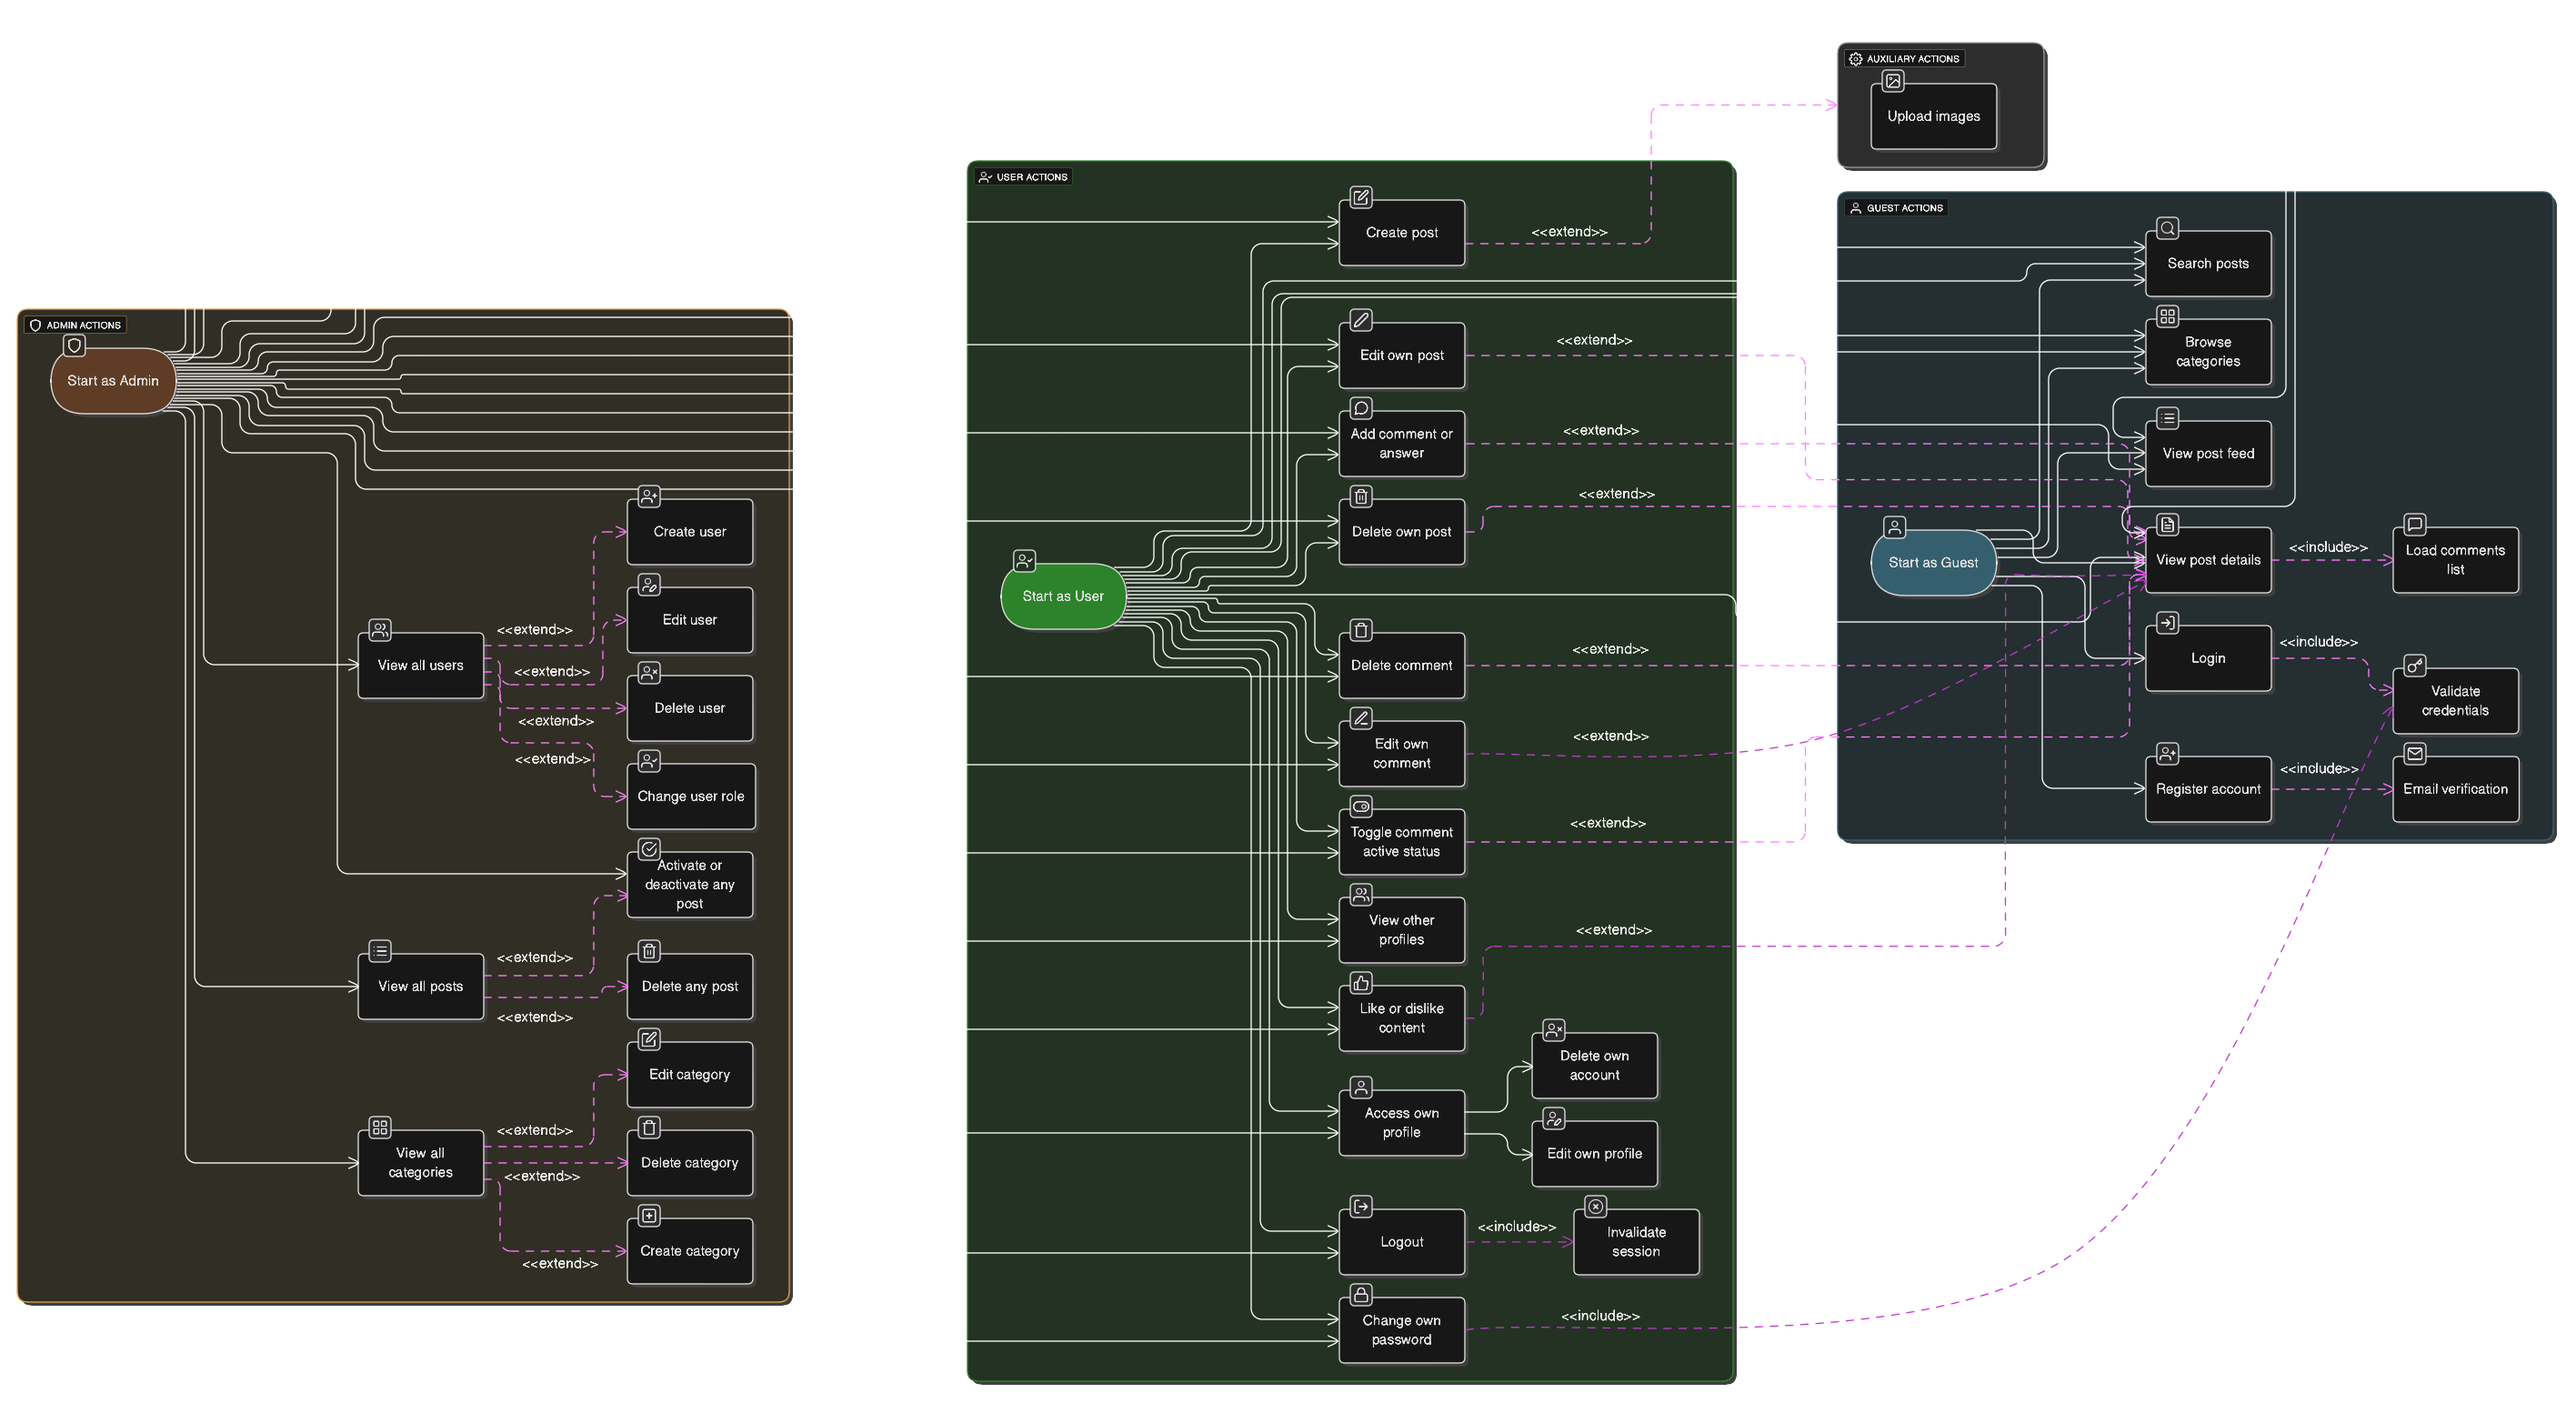 ADMIN ACTIONS
Start as Admin
View all users
<<extend>>
<<extend>>
<<extend>>
<<extend>>
Create user
Edit user
Delete user
Change user role
Activate or
deactivate any
post
View all posts
<<extend>>
<<extend>>
Delete any post
View all
categories
<<extend>>
<<extend>>
<<extend>>
Edit category
Delete category
Create category
USER ACTIONS
Start as User
Create post
<<extend>>
Edit own post
<<extend>>
Add comment or
answer
<<extend>>
Delete own post
<<extend>>
Delete comment
<<extend>>
Edit own
comment
<<extend>>
Toggle comment
active status
<<extend>>
View other
profiles
Like or dislike
content
<<extend>>
Access own
profile
Delete own
account
Edit own profile
Logout
<<include>>
Invalidate
session
Change own
password
<<include>>
AUXILIARY ACTIONS
Upload images
GUEST ACTIONS
Start as Guest
Search posts
Browse
categories
View post feed
View post details
<<include>>
Load comments
list
Login
<<include>>
Validate
credentials
Register account
<<include>>
Email verification